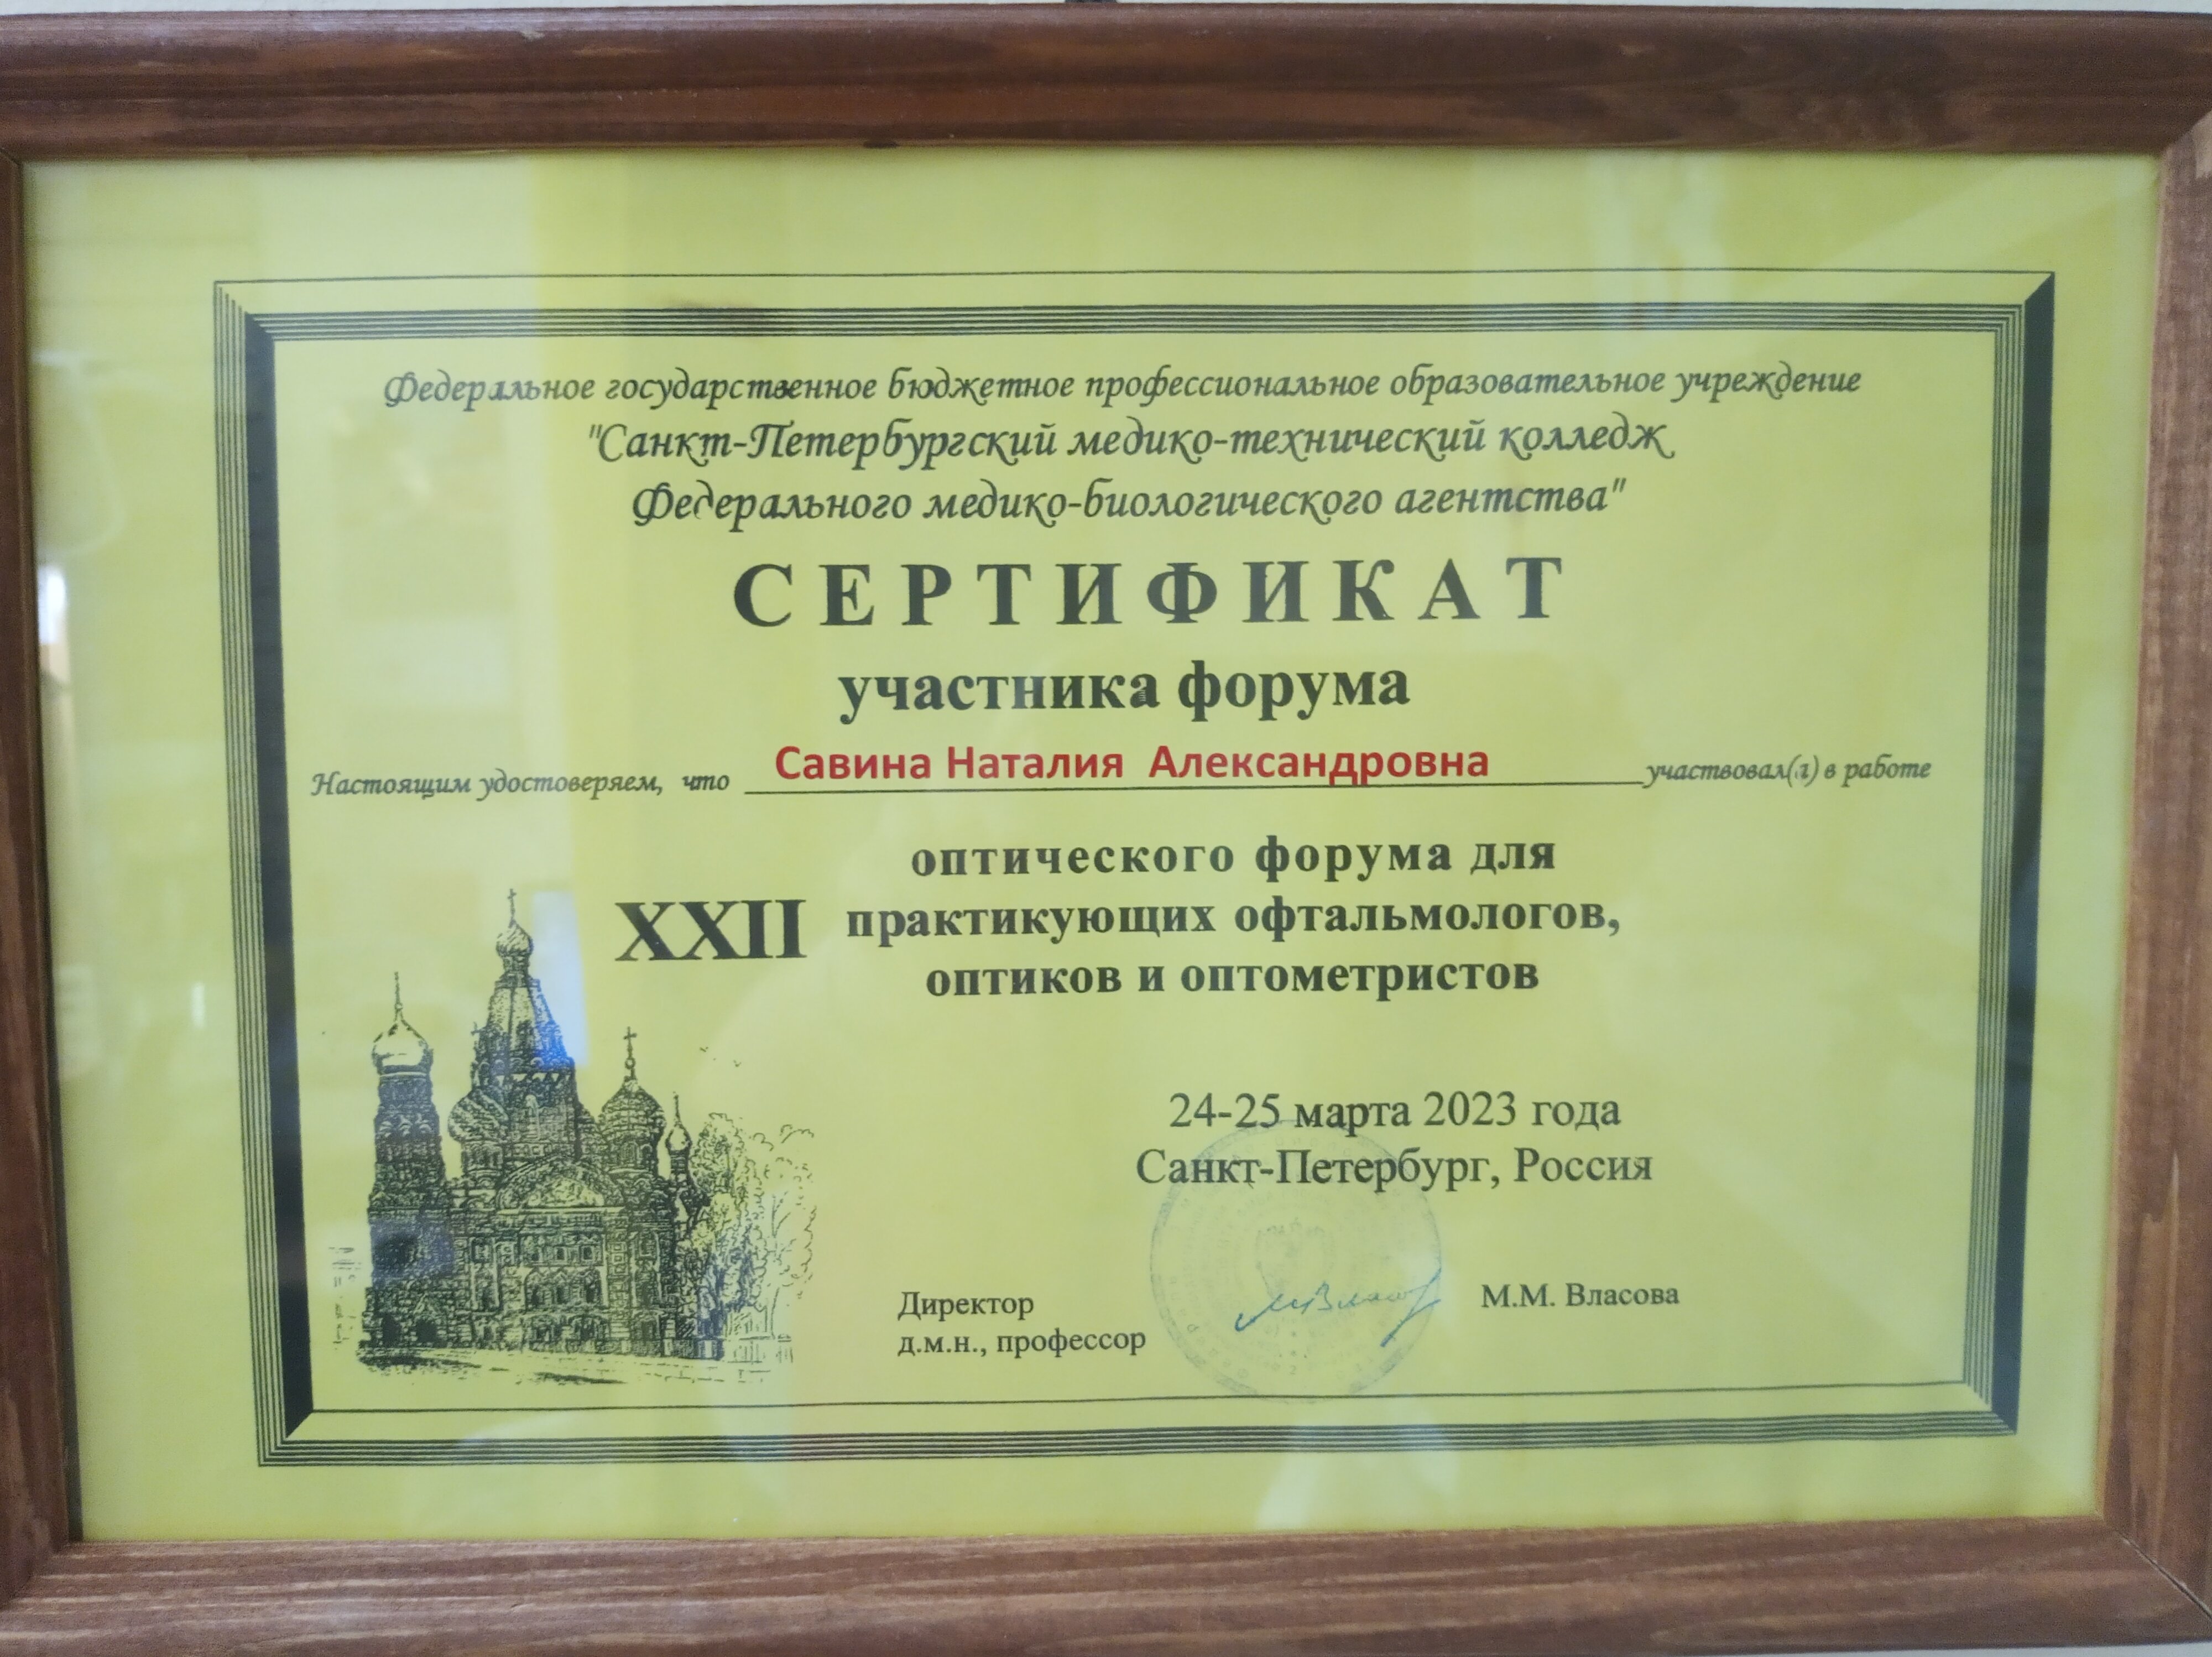 Федеральное государственное бюджетное профессиональное образовательное учреждение
"Санкт-Петербургский медико-технический колледж
Федерального медико-биологического агентства"
СЕРТИФИКАТ
участника форума
Настоящим удостоверяем, что Савина Наталия Александровна участвовал(а) в работе
XXII оптического форума для
практикующих офтальмологов,
оптиков и оптометристов
24-25 марта 2023 года
Санкт-Петербург, Россия
Директор
д.м.н., профессор
М.М. Власова